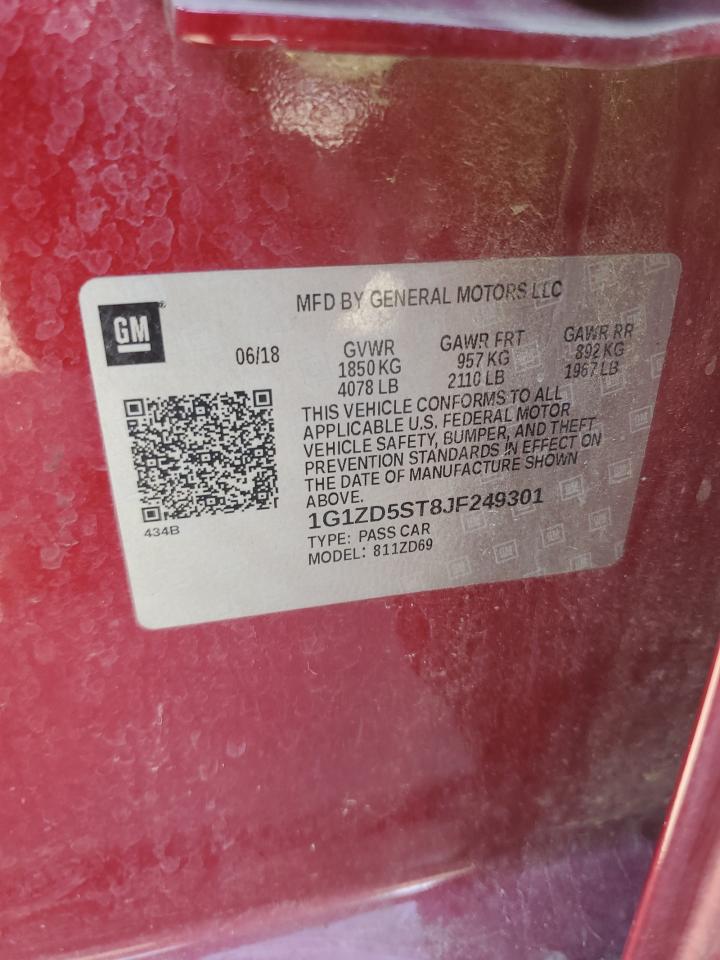 MFD BY GENERAL MOTORS LLC
GM
®
06/18
GVWR
1850 KG
4078 LB
GAWR FRT
957 KG
2110 LB
GAWR RR
892 KG
1967 LB
THIS VEHICLE CONFORMS TO ALL
APPLICABLE U.S. FEDERAL MOTOR
VEHICLE SAFETY, BUMPER, AND THEFT
PREVENTION STANDARDS IN EFFECT ON
THE DATE OF MANUFACTURE SHOWN
ABOVE.
1G1ZD5ST8JF249301
TYPE: PASS CAR
MODEL: 811ZD69
434B